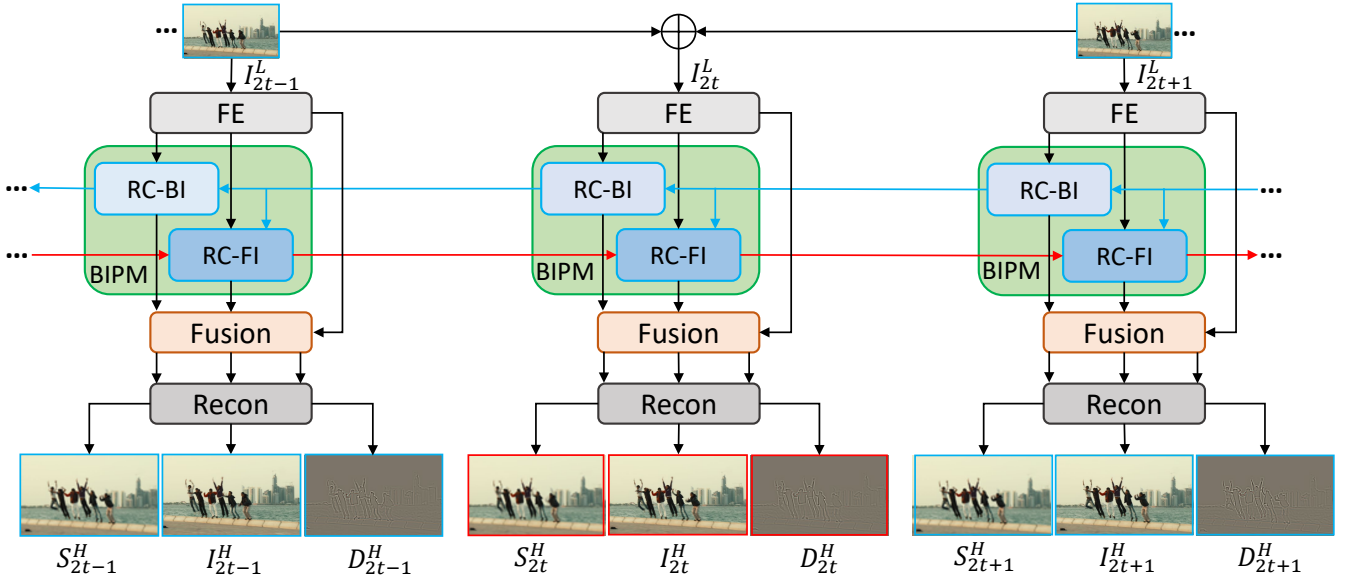 ... ...
I^L_{2t−1} I^L_{2t} I^L_{2t+1}
FE FE FE
... RC-BI RC-BI RC-BI ...
... RC-FI RC-FI RC-FI ...
BIPM BIPM BIPM
Fusion Fusion Fusion
Recon Recon Recon
S^H_{2t−1} I^H_{2t−1} D^H_{2t−1} S^H_{2t} I^H_{2t} D^H_{2t} S^H_{2t+1} I^H_{2t+1} D^H_{2t+1}